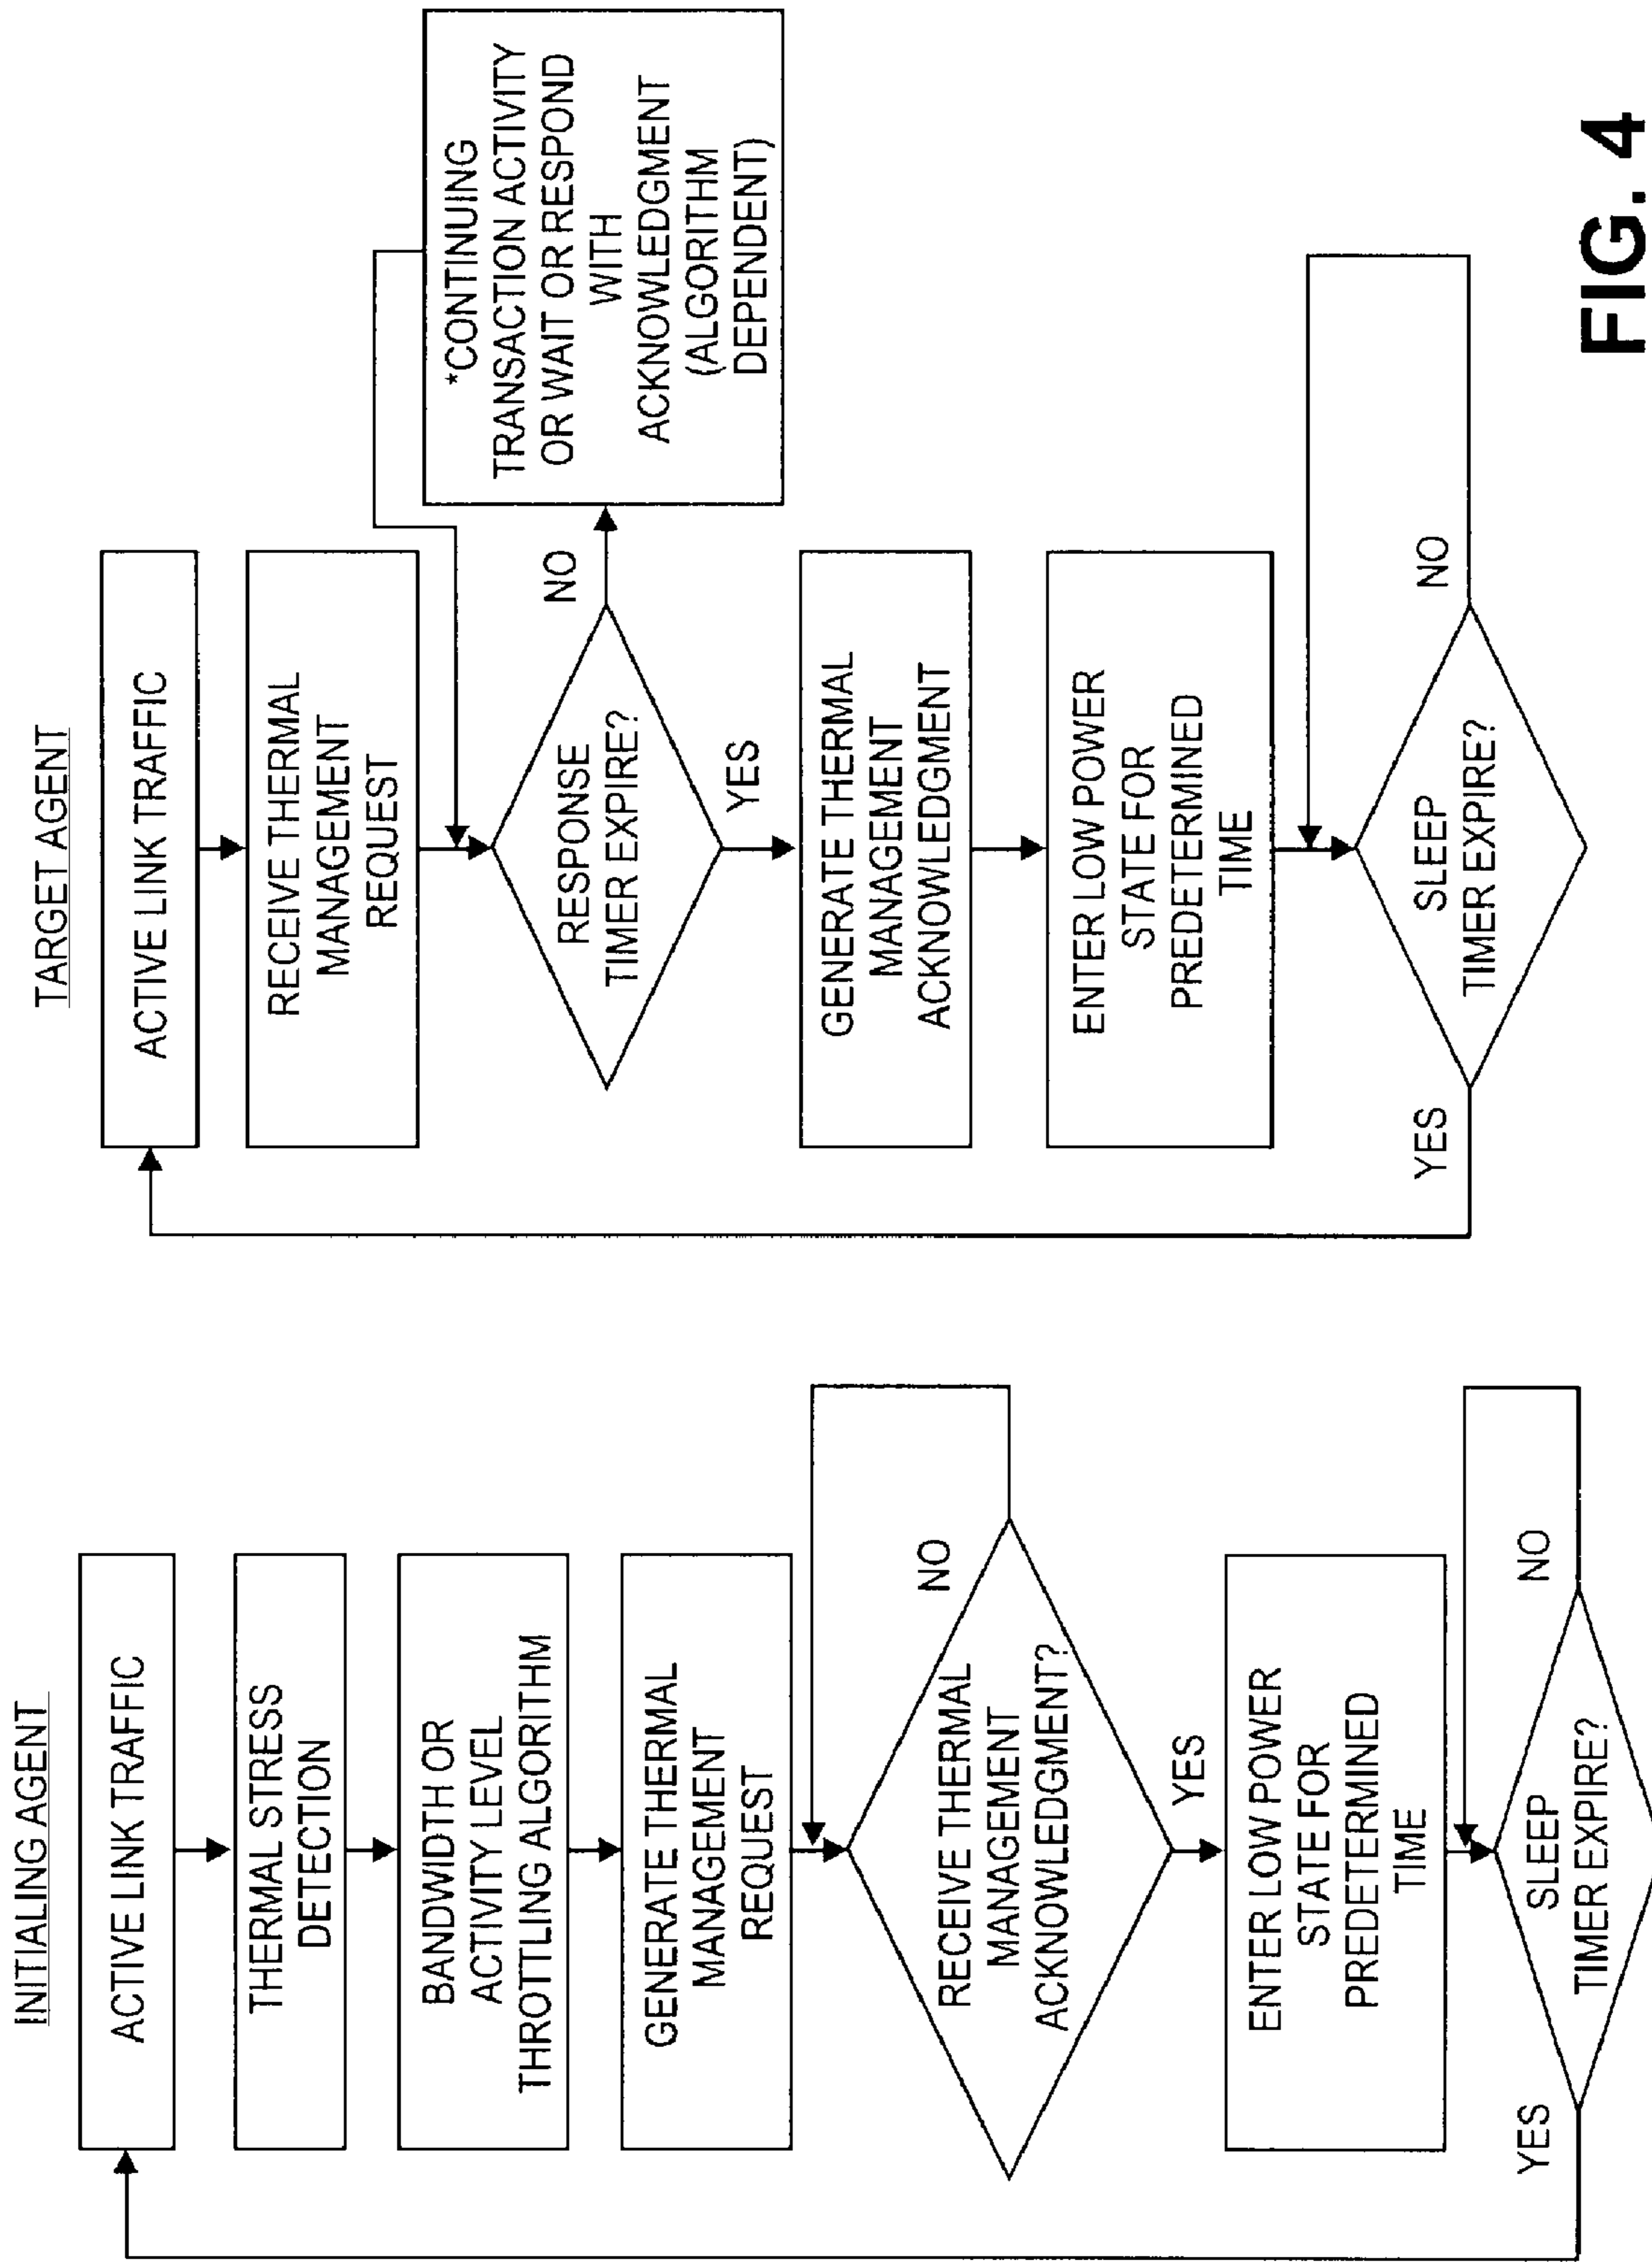 INITIALING AGENT
ACTIVE LINK TRAFFIC
THERMAL STRESS
DETECTION
BANDWIDTH OR
ACTIVITY LEVEL
THROTTLING ALGORITHM
GENERATE THERMAL
MANAGEMENT
REQUEST
RECEIVE THERMAL
MANAGEMENT
ACKNOWLEDGMENT?
NO
YES
ENTER LOW POWER
STATE FOR
PREDETERMINED
TIME
SLEEP
TIMER EXPIRE?
NO
YES
TARGET AGENT
ACTIVE LINK TRAFFIC
RECEIVE THERMAL
MANAGEMENT
REQUEST
RESPONSE
TIMER EXPIRE?
NO
*CONTINUING
TRANSACTION ACTIVITY
OR WAIT OR RESPOND
WITH
ACKNOWLEDGMENT
(ALGORITHM
DEPENDENT)
YES
GENERATE THERMAL
MANAGEMENT
ACKNOWLEDGMENT
ENTER LOW POWER
STATE FOR
PREDETERMINED
TIME
SLEEP
TIMER EXPIRE?
NO
YES
FIG. 4